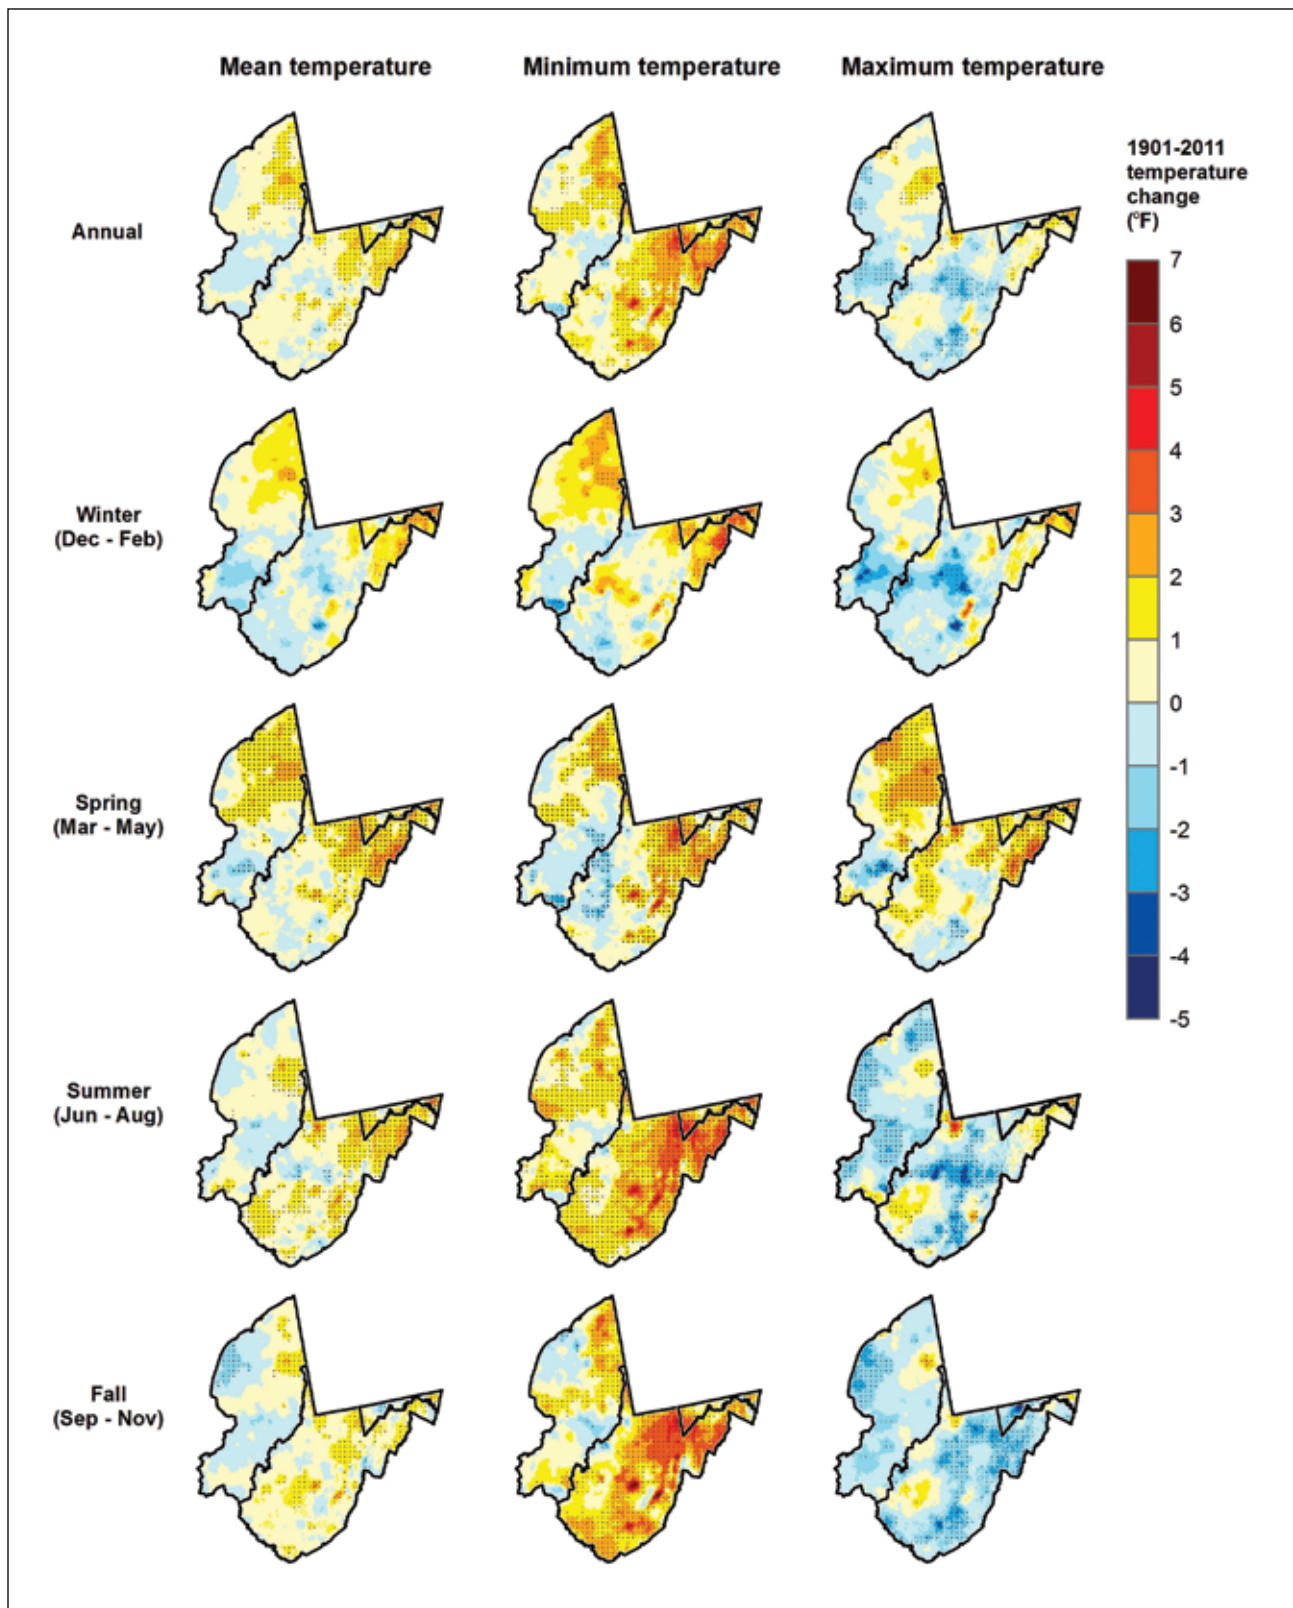 Mean temperature
Minimum temperature
Maximum temperature
1901-2011
temperature
change
(°F)
7
6
5
4
3
2
1
0
-1
-2
-3
-4
-5
Annual
Winter
(Dec - Feb)
Spring
(Mar - May)
Summer
(Jun - Aug)
Fall
(Sep - Nov)